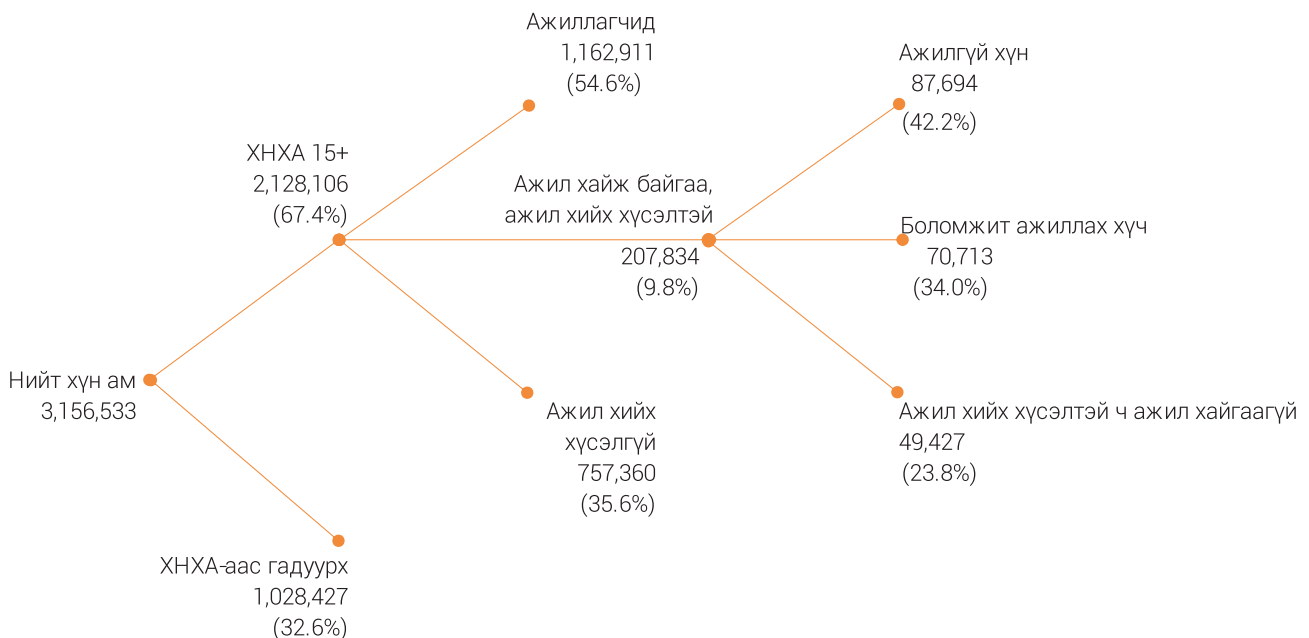 Ажиллагчид
1,162,911
(54.6%)
Ажилгүй хүн
87,694
(42.2%)
ХНХА 15+
2,128,106
(67.4%)
Ажил хайж байгаа,
ажил хийх хүсэлтэй
207,834
(9.8%)
Боломжит ажиллах хүч
70,713
(34.0%)
Нийт хүн ам
3,156,533
Ажил хийх
хүсэлгүй
757,360
(35.6%)
Ажил хийх хүсэлтэй ч ажил хайгаагүй
49,427
(23.8%)
ХНХА-аас гадуурх
1,028,427
(32.6%)